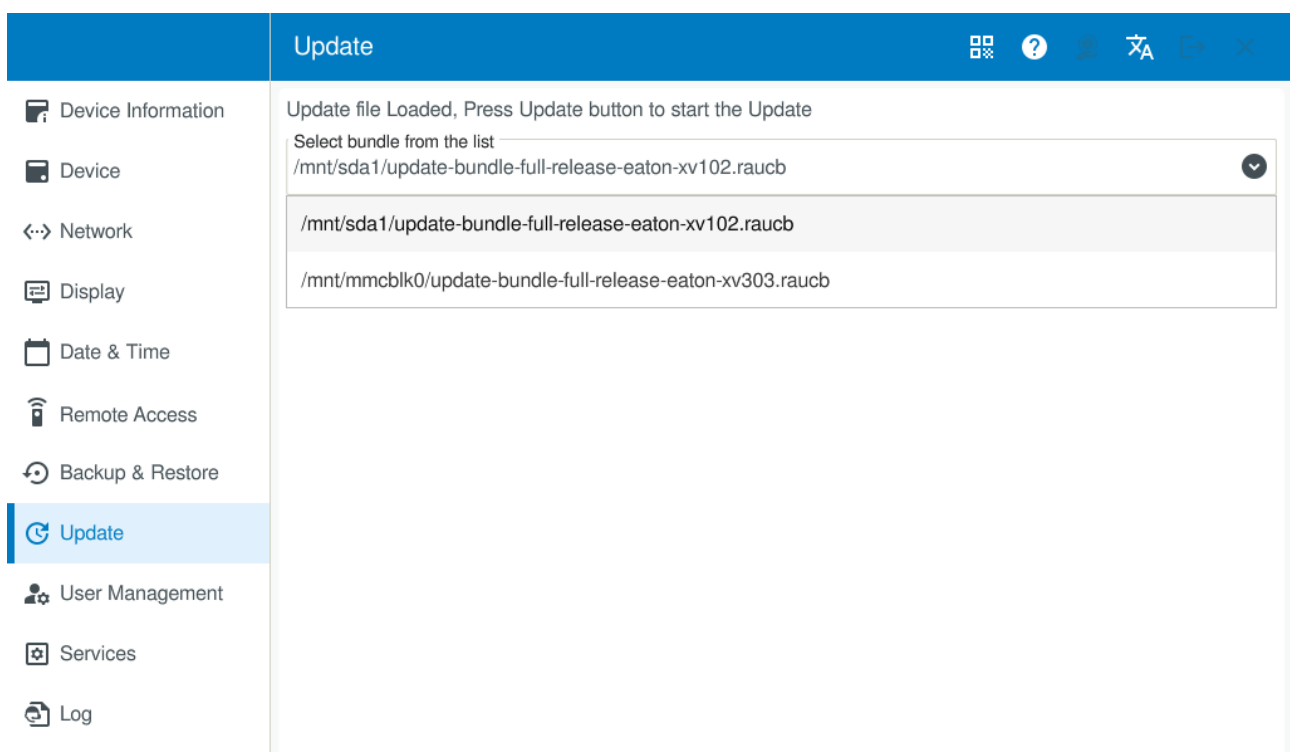 Update
Device Information
Device
Network
Display
Date & Time
Remote Access
Backup & Restore
Update
User Management
Services
Log
Update file Loaded, Press Update button to start the Update
Select bundle from the list
/mnt/sda1/update-bundle-full-release-eaton-xv102.raucb
/mnt/sda1/update-bundle-full-release-eaton-xv102.raucb
/mnt/mmcblk0/update-bundle-full-release-eaton-xv303.raucb